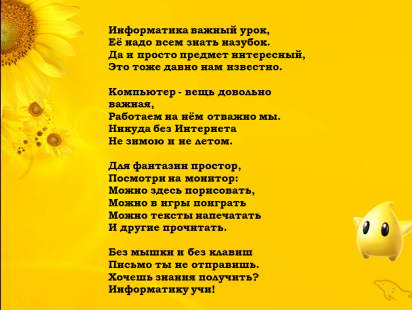 Информатика важный урок,
Её надо всем знать назубок.
Да и просто предмет интересный,
Это тоже давно нам известно.
Компьютер - вещь довольно
важная,
Работаем на нём отважно мы.
Никуда без Интернета
Не зимою и не летом.
Для фантазии простор,
Посмотри на монитор:
Можно здесь порисовать,
Можно в игры поиграть
Можно тексты напечатать
И другие прочитать.
Без мышки и без клавиш
Письмо ты не отправишь.
Хочешь знания получить?
Информатику учи!